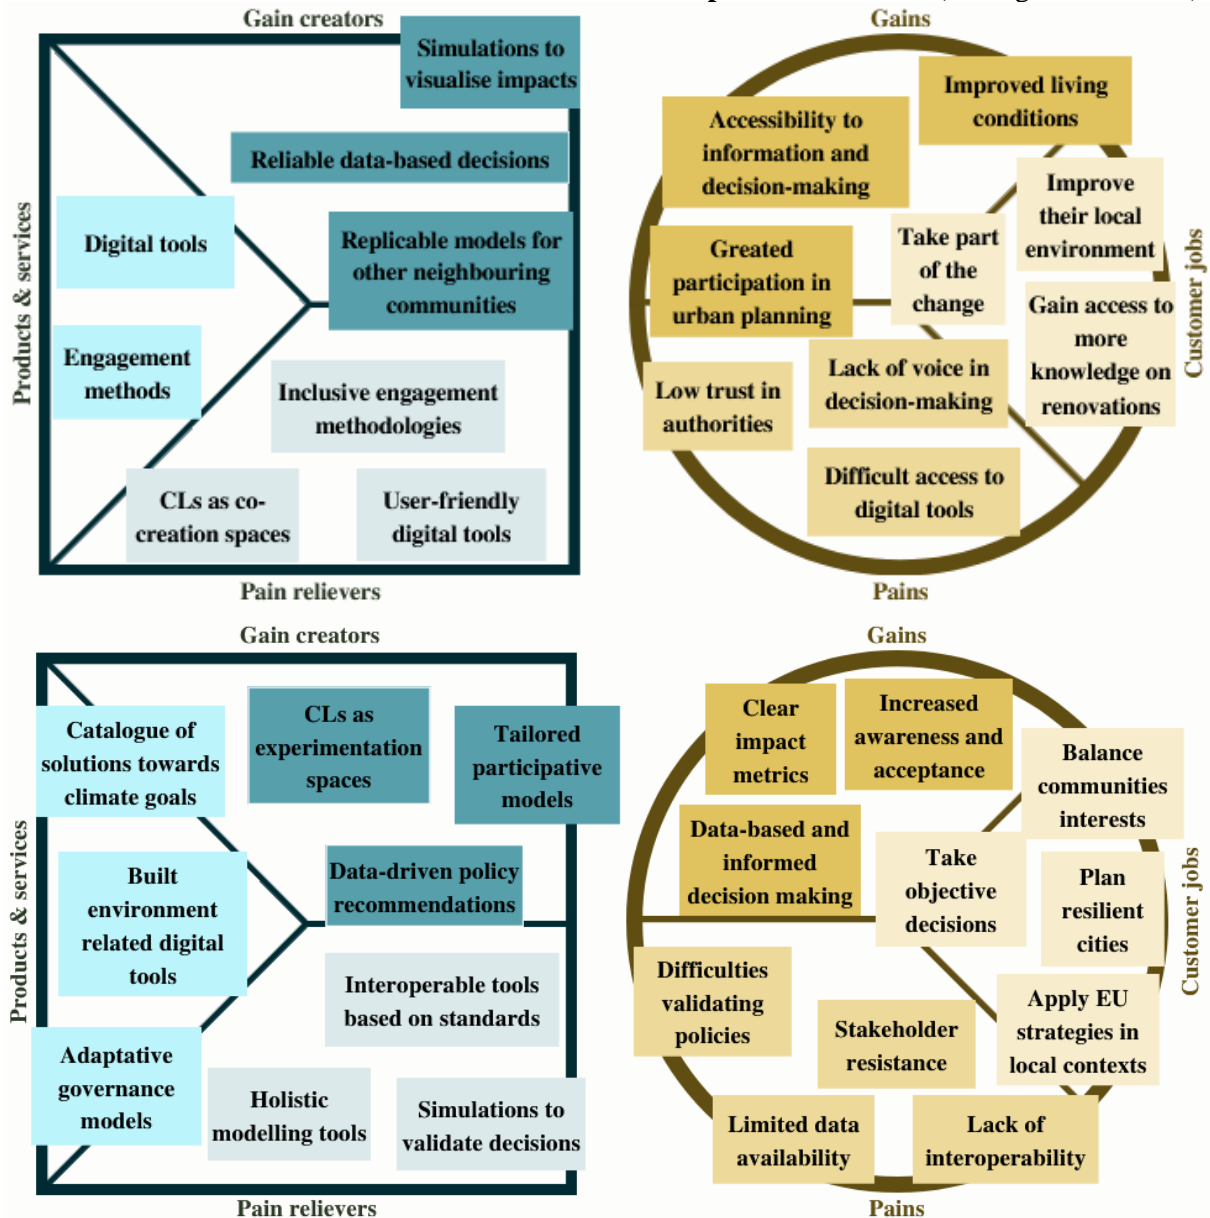 Gain creators
Simulations to
visualise impacts
Reliable data-based decisions
Products & services
Digital tools
Replicable models for
other neighbouring
communities
Engagement
methods
Inclusive engagement
methodologies
CLs as co-
creation spaces
User-friendly
digital tools
Pain relievers
Gains
Improved living
conditions
Accessibility to
information and
decision-making
Improve
their local
environment
Take part
of the
change
Greated
participation in
urban planning
Customer jobs
Gain access to
more
knowledge on
renovations
Lack of voice in
decision-making
Low trust in
authorities
Difficult access to
digital tools
Pains
Gain creators
Catalogue of
solutions towards
climate goals
CLs as
experimentation
spaces
Tailored
participative
models
Products & services
Built
environment
related digital
tools
Data-driven policy
recommendations
Interoperable tools
based on standards
Adaptative
governance
models
Holistic
modelling tools
Simulations to
validate decisions
Pain relievers
Gains
Clear
impact
metrics
Increased
awareness and
acceptance
Balance
communities
interests
Data-based and
informed
decision making
Take
objective
decisions
Plan
resilient
cities
Customer jobs
Difficulties
validating
policies
Stakeholder
resistance
Apply EU
strategies in
local contexts
Limited data
availability
Lack of
interoperability
Pains